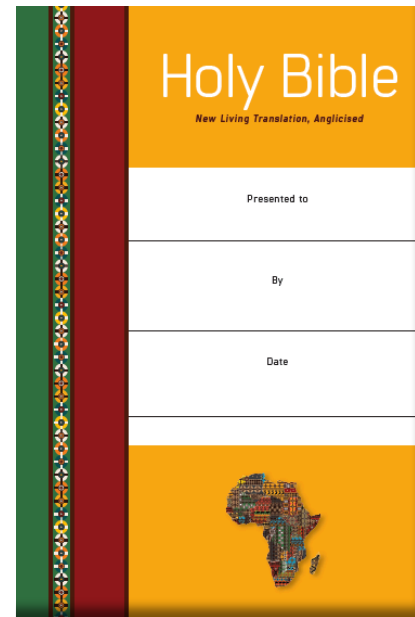 Holy Bible
New Living Translation, Anglicised
Presented to
By
Date